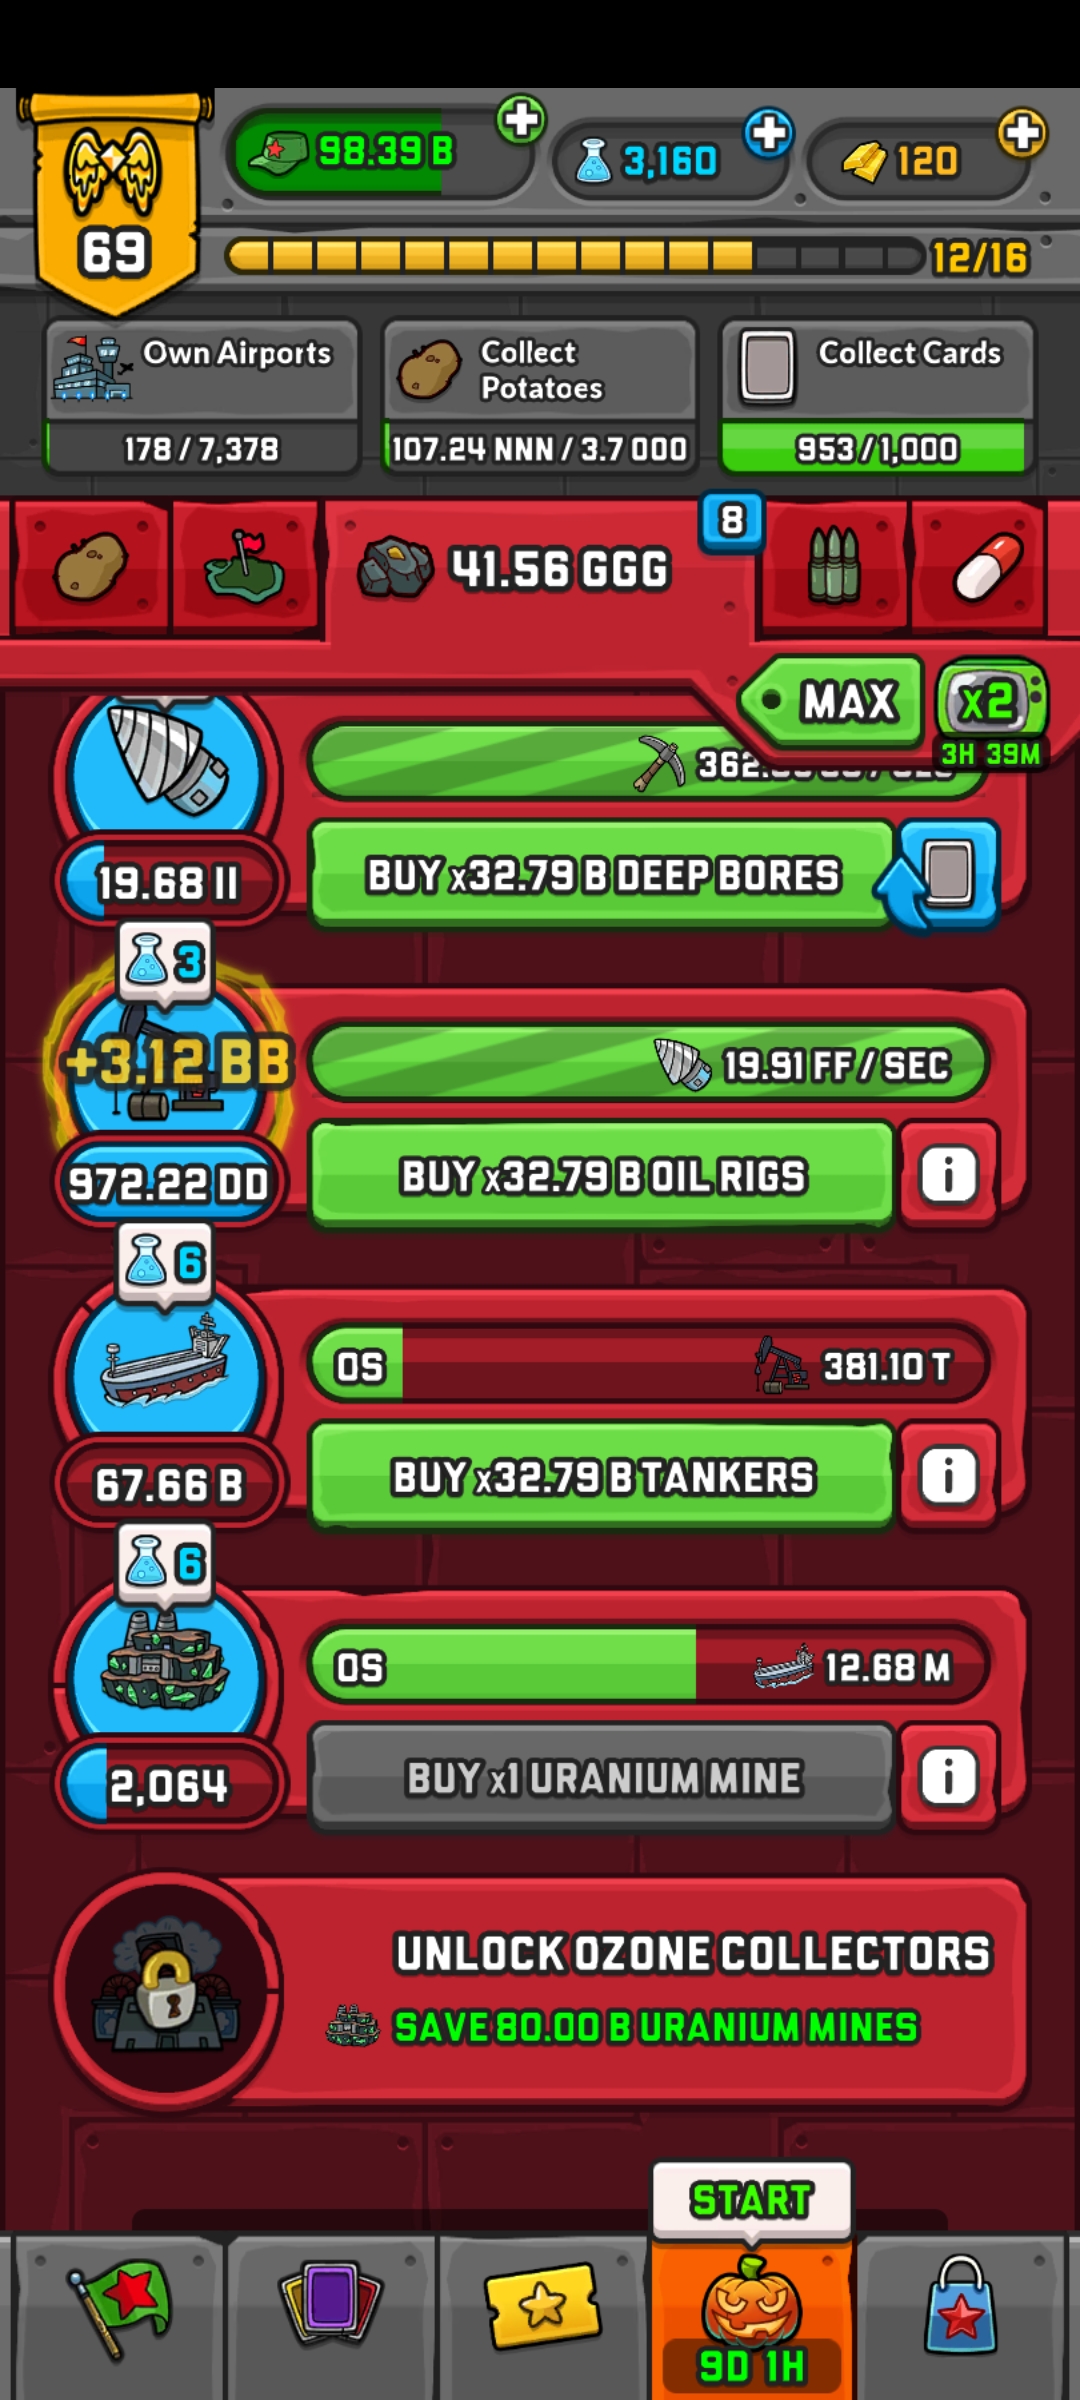 98.39 B
3,160
120
69
12/16
Own Airports
178 / 7,378
Collect
Potatoes
107.24 NNN / 3.7 OOO
Collect Cards
953 / 1,000
41.56 GGG
8
MAX
x2
3H 39M
19.68 II
BUY x32.79 B DEEP BORES
3
+3.12 BB
19.91 FF / SEC
972.22 DD
BUY x32.79 B OIL RIGS
6
0S
381.10 T
67.66 B
BUY x32.79 B TANKERS
6
0S
12.68 M
2,064
BUY x1 URANIUM MINE
UNLOCK OZONE COLLECTORS
SAVE 80.00 B URANIUM MINES
START
9D 1H